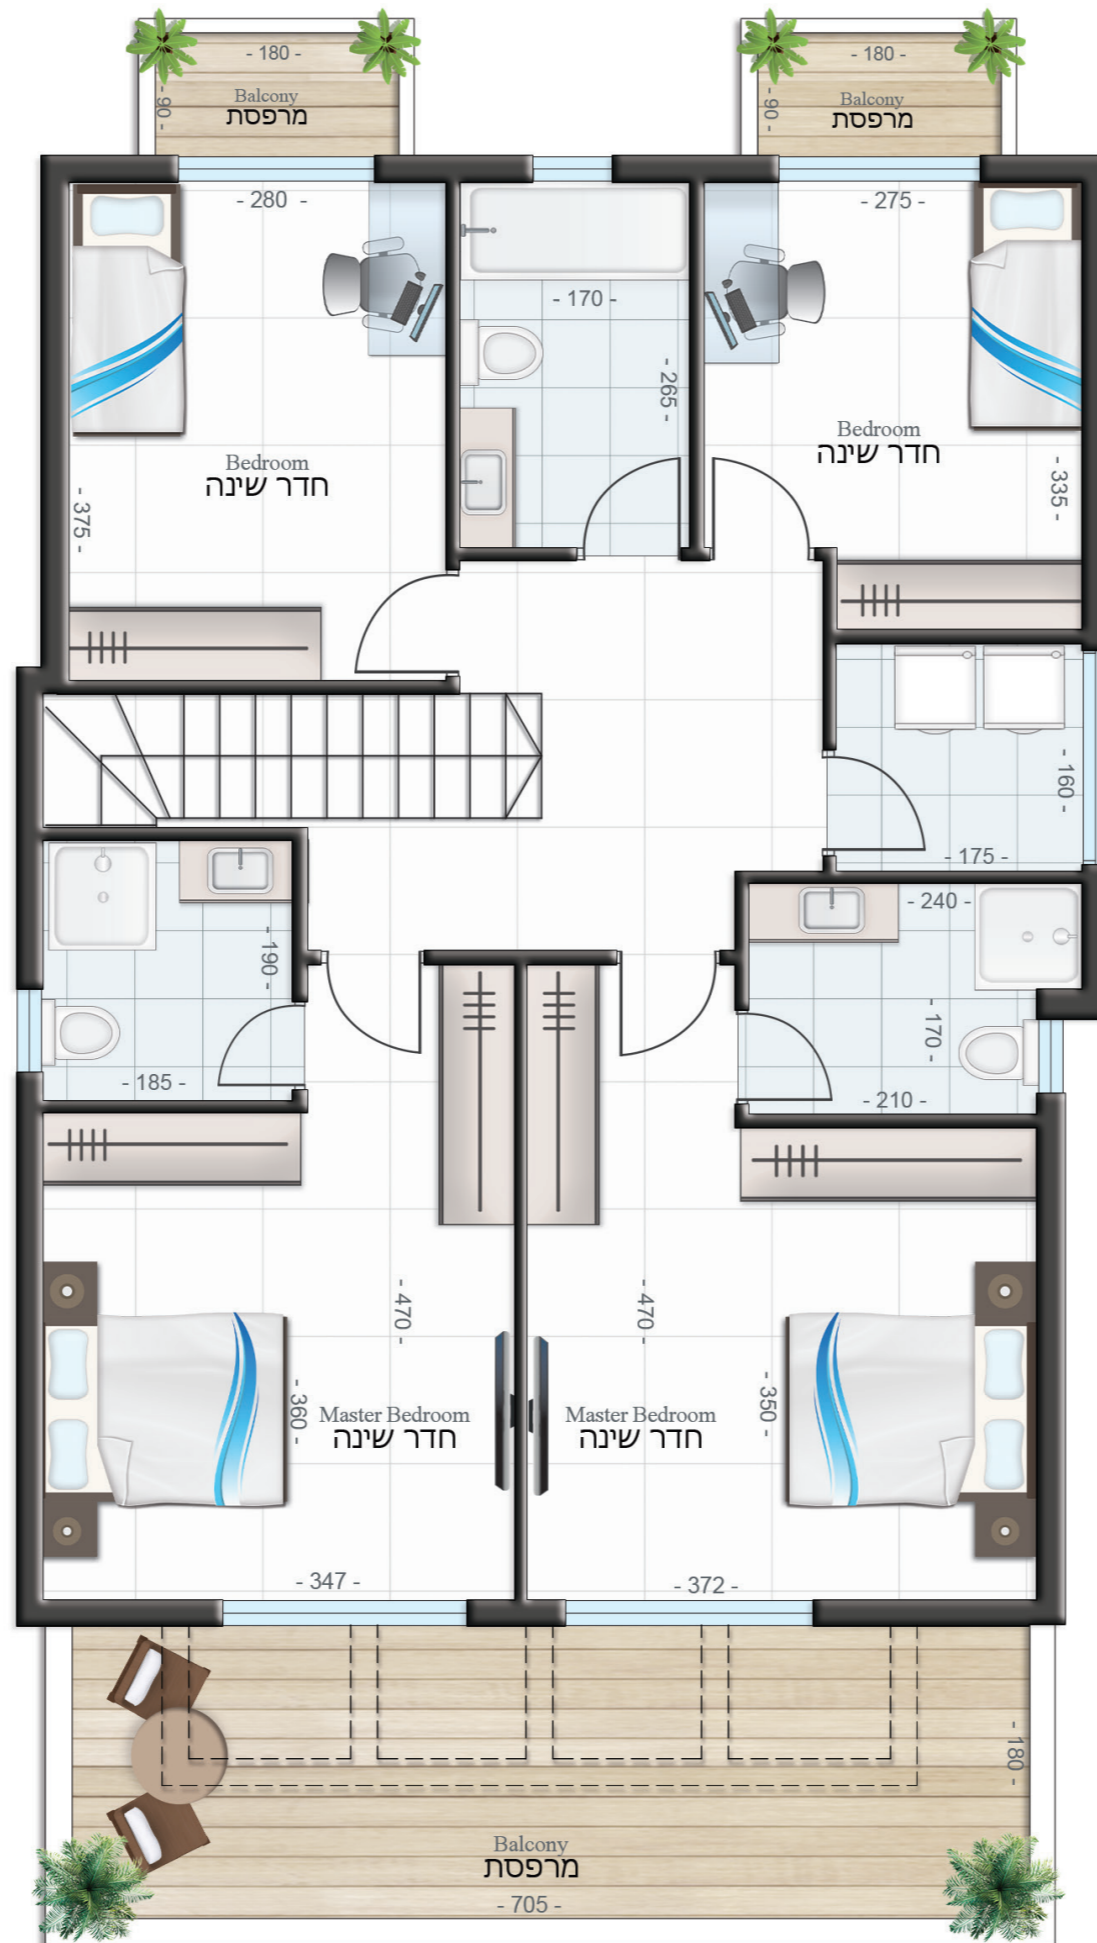 - 180 -
- 90 -
Balcony
מרפסת
- 180 -
- 90 -
Balcony
מרפסת
- 280 -
- 170 -
- 275 -
- 265 -
Bedroom
חדר שינה
- 375 -
Bedroom
חדר שינה
- 335 -
- 160 -
- 175 -
- 190 -
- 185 -
- 240 -
- 170 -
- 210 -
- 470 -
- 470 -
- 360 -
Master Bedroom
חדר שינה
Master Bedroom
חדר שינה
- 350 -
- 347 -
- 372 -
- 180 -
Balcony
מרפסת
- 705 -